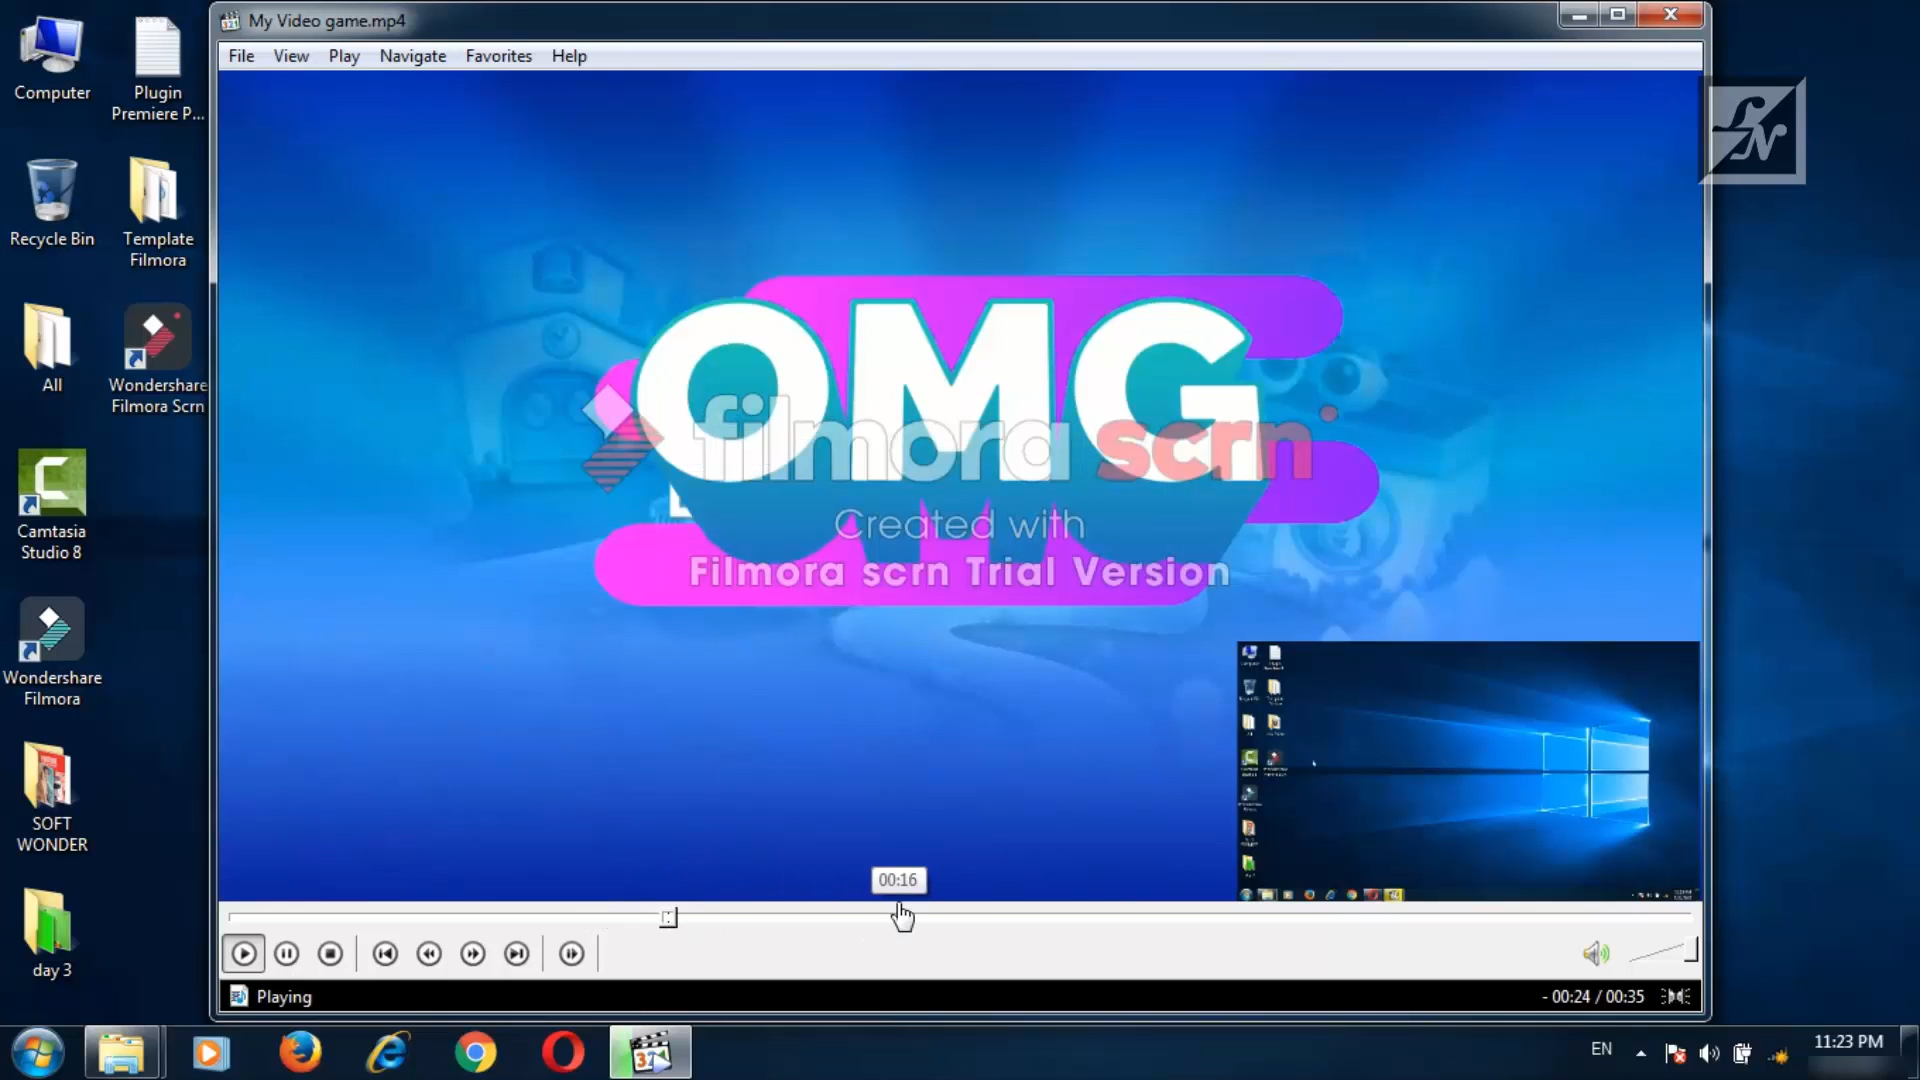 My Video game.mp4
File View Play Navigate Favorites Help
Computer
Plugin
Premiere P...
Recycle Bin
Template
Filmora
All
Wondershare
Filmora Scrn
Camtasia
Studio 8
Wondershare
Filmora
SOFT
WONDER
day 3
OMG
filmora scrn
Created with
Filmora scrn Trial Version
00:16
Playing
- 00:24 / 00:35
EN
11:23 PM